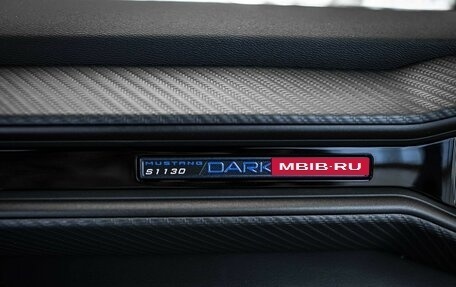 MUSTANG
S1130
/DARK
MBIB-RU